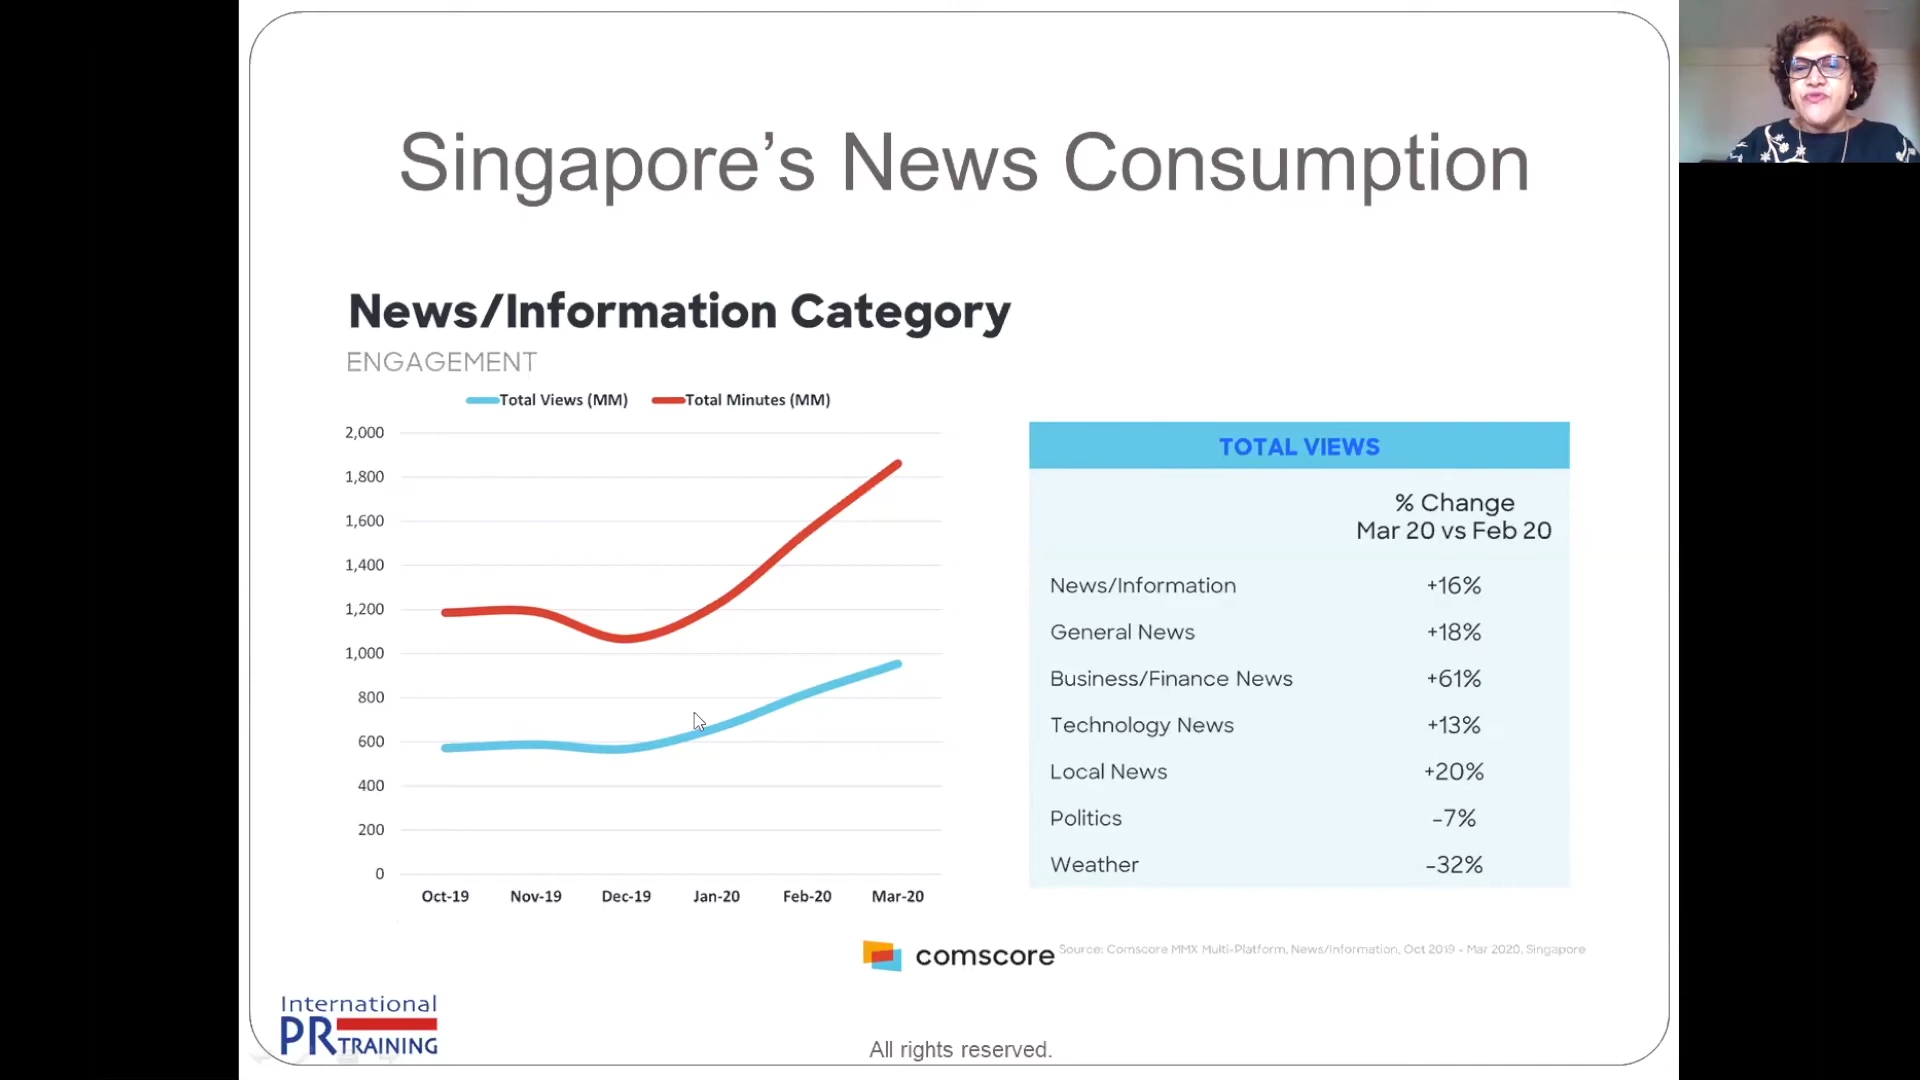 Singapore’s News Consumption
News/Information Category
ENGAGEMENT
Total Views (MM) Total Minutes (MM)
2,000
1,800
1,600
1,400
1,200
1,000
800
600
400
200
0
Oct-19 Nov-19 Dec-19 Jan-20 Feb-20 Mar-20
TOTAL VIEWS
% Change
Mar 20 vs Feb 20
News/Information +16%
General News +18%
Business/Finance News +61%
Technology News +13%
Local News +20%
Politics -7%
Weather -32%
comscore
Source: Comscore MMX Multi-Platform, News/Information, Oct 2019 - Mar 2020, Singapore
International
PR TRAINING
All rights reserved.